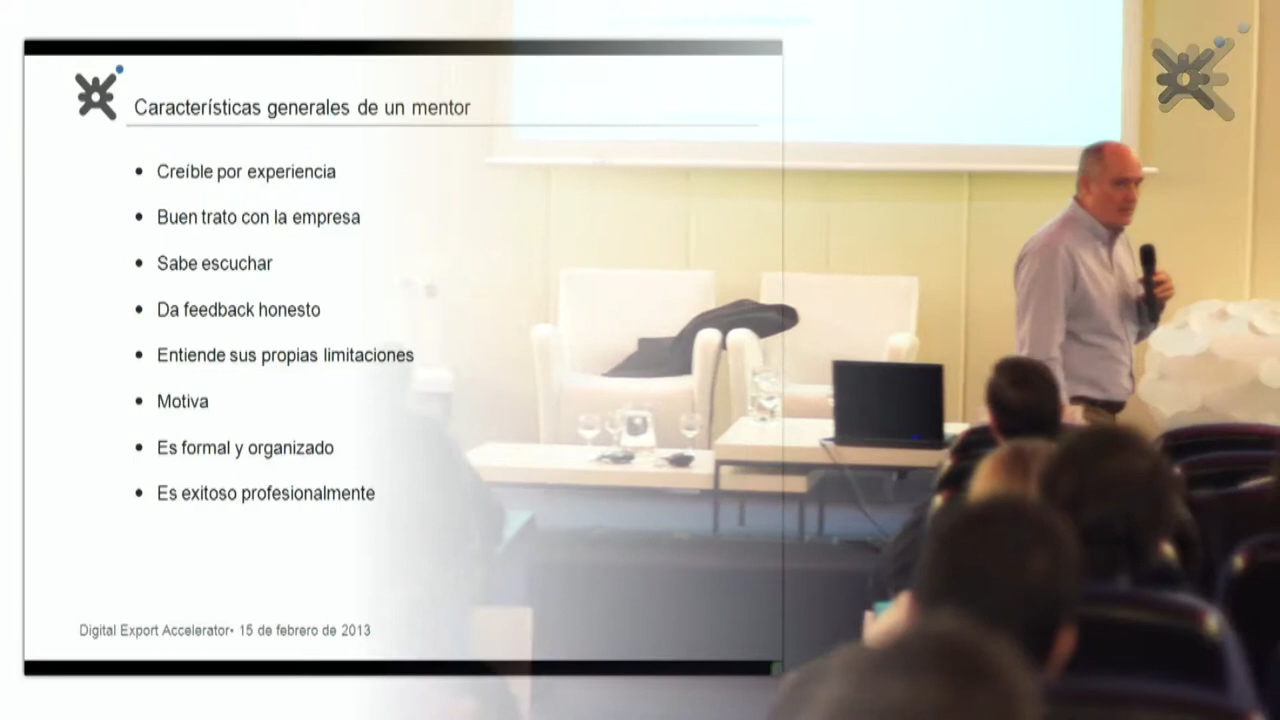 Características generales de un mentor
• Creíble por experiencia
• Buen trato con la empresa
• Sabe escuchar
• Da feedback honesto
• Entiende sus propias limitaciones
• Motiva
• Es formal y organizado
• Es exitoso profesionalmente
Digital Export Accelerator• 15 de febrero de 2013